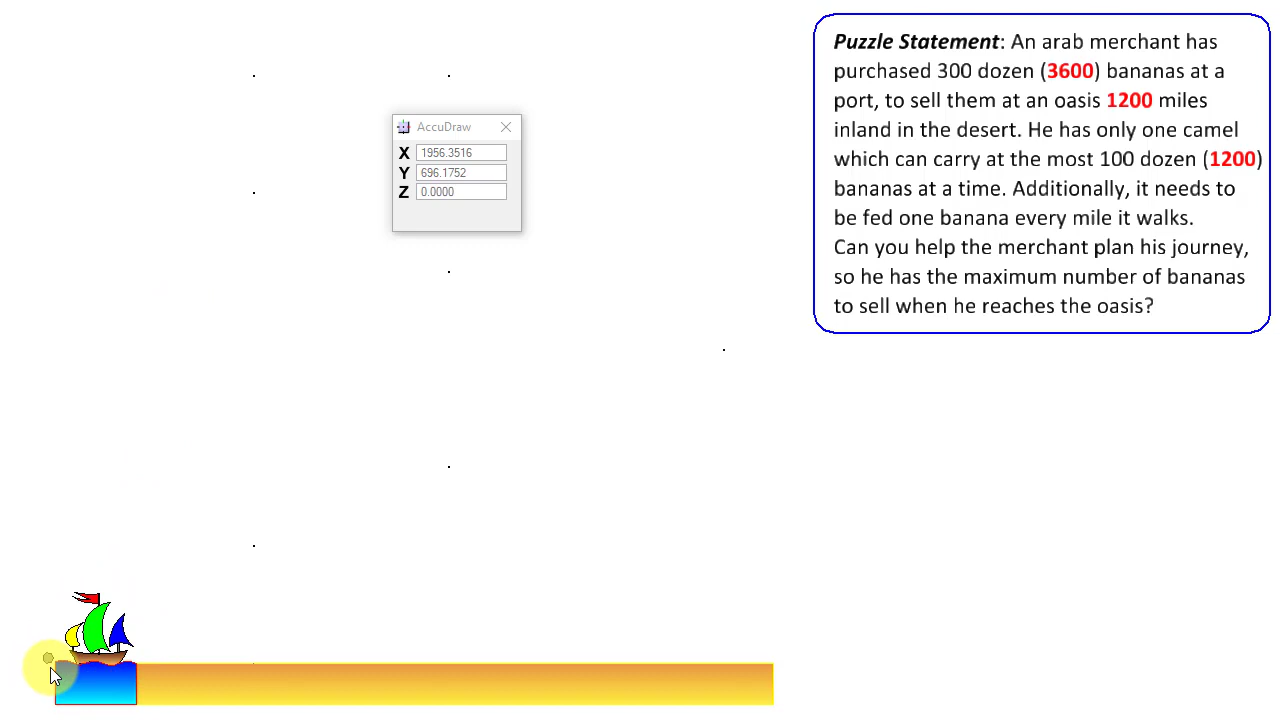 Puzzle Statement: An arab merchant has
purchased 300 dozen (3600) bananas at a
port, to sell them at an oasis 1200 miles
inland in the desert. He has only one camel
which can carry at the most 100 dozen (1200)
bananas at a time. Additionally, it needs to
be fed one banana every mile it walks.
Can you help the merchant plan his journey,
so he has the maximum number of bananas
to sell when he reaches the oasis?
AccuDraw
X 1956.3516
Y 696.1752
Z 0.0000